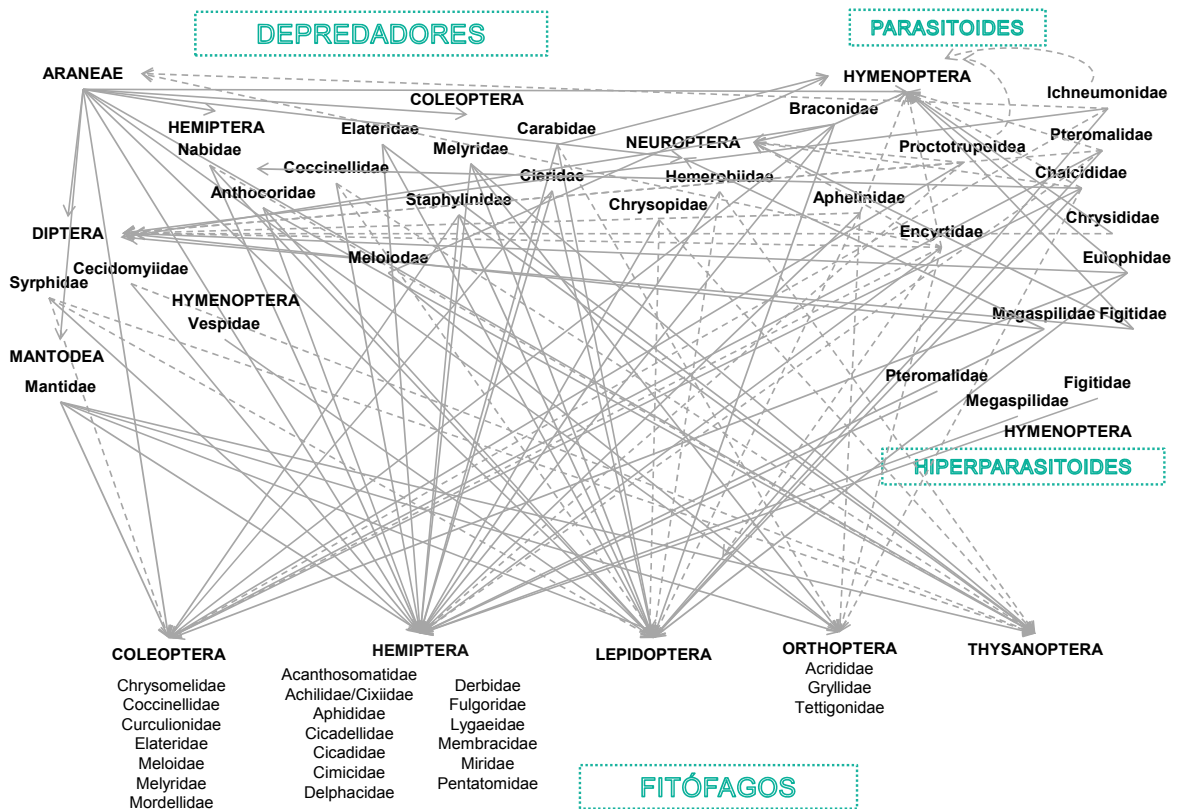 DEPREDADORES
PARASITOIDES
ARANEAE
HYMENOPTERA
Ichneumonidae
COLEOPTERA
Braconidae
HEMIPTERA
Elateridae
Carabidae
Pteromalidae
Nabidae
Melyridae
NEUROPTERA
Proctotrupoidea
Coccinellidae
Cleridae
Hemerobiidae
Chalcididae
Anthocoridae
Staphylinidae
Chrysopidae
Aphelinidae
Chrysididae
DIPTERA
Encyrtidae
Meloiodae
Eulophidae
Cecidomyiidae
Syrphidae
HYMENOPTERA
Vespidae
Megaspilidae
Figitidae
MANTODEA
Mantidae
Pteromalidae
Figitidae
Megaspilidae
HYMENOPTERA
HIPERPARASITOIDES
COLEOPTERA
Chrysomelidae
Coccinellidae
Curculionidae
Elateridae
Meloidae
Melyridae
Mordellidae
HEMIPTERA
Acanthosomatidae
Achilidae/Cixiidae
Aphididae
Cicadellidae
Cicadidae
Cimicidae
Delphacidae
Derbidae
Fulgoridae
Lygaeidae
Membracidae
Miridae
Pentatomidae
LEPIDOPTERA
ORTHOPTERA
Acrididae
Gryllidae
Tettigonidae
THYSANOPTERA
FITÓFAGOS